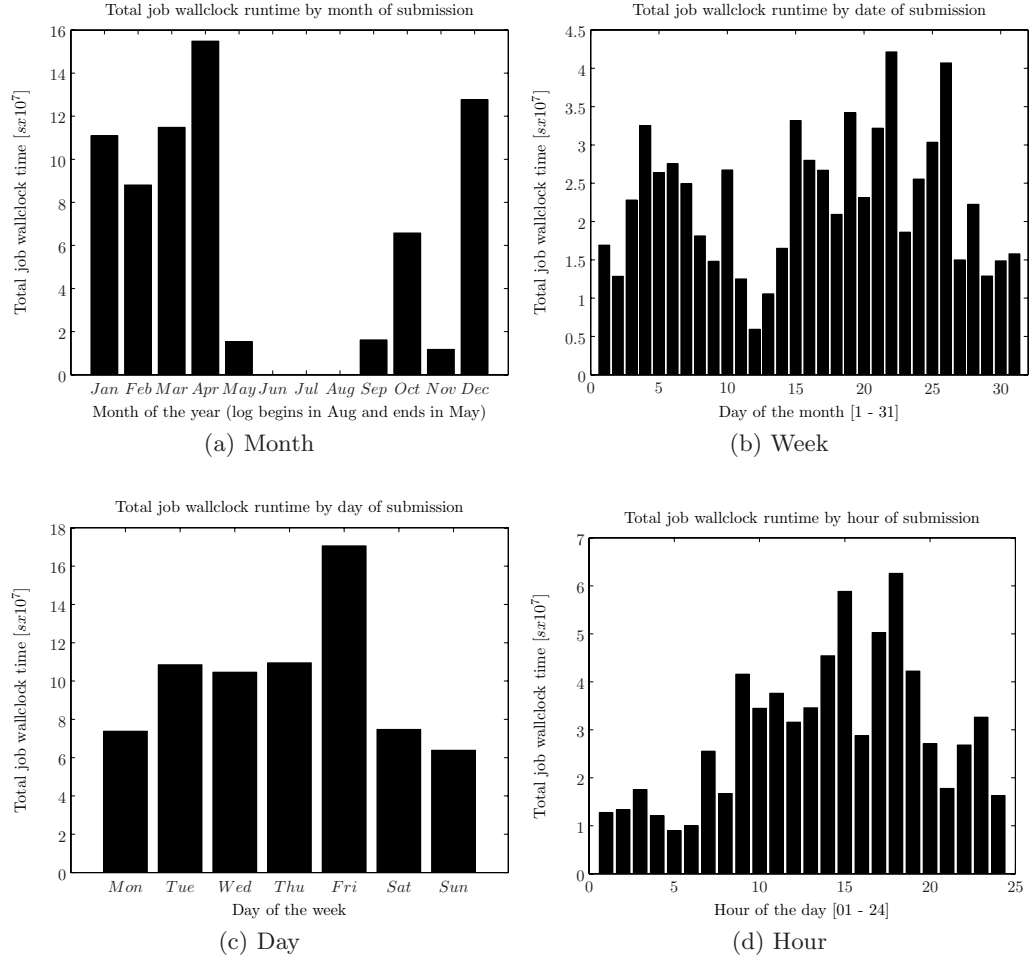 Total job wallclock runtime by month of submission
Total job wallclock time [sx10^7]
16
14
12
10
8
6
4
2
0
Jan Feb Mar Apr May Jun Jul Aug Sep Oct Nov Dec
Month of the year (log begins in Aug and ends in May)
(a) Month
Total job wallclock runtime by date of submission
Total job wallclock time [sx10^7]
4.5
4
3.5
3
2.5
2
1.5
1
0.5
0
0 5 10 15 20 25 30
Day of the month [1 - 31]
(b) Week
Total job wallclock runtime by day of submission
Total job wallclock time [sx10^7]
18
16
14
12
10
8
6
4
2
0
Mon Tue Wed Thu Fri Sat Sun
Day of the week
(c) Day
Total job wallclock runtime by hour of submission
Total job wallclock time [sx10^7]
7
6
5
4
3
2
1
0
0 5 10 15 20 25
Hour of the day [01 - 24]
(d) Hour